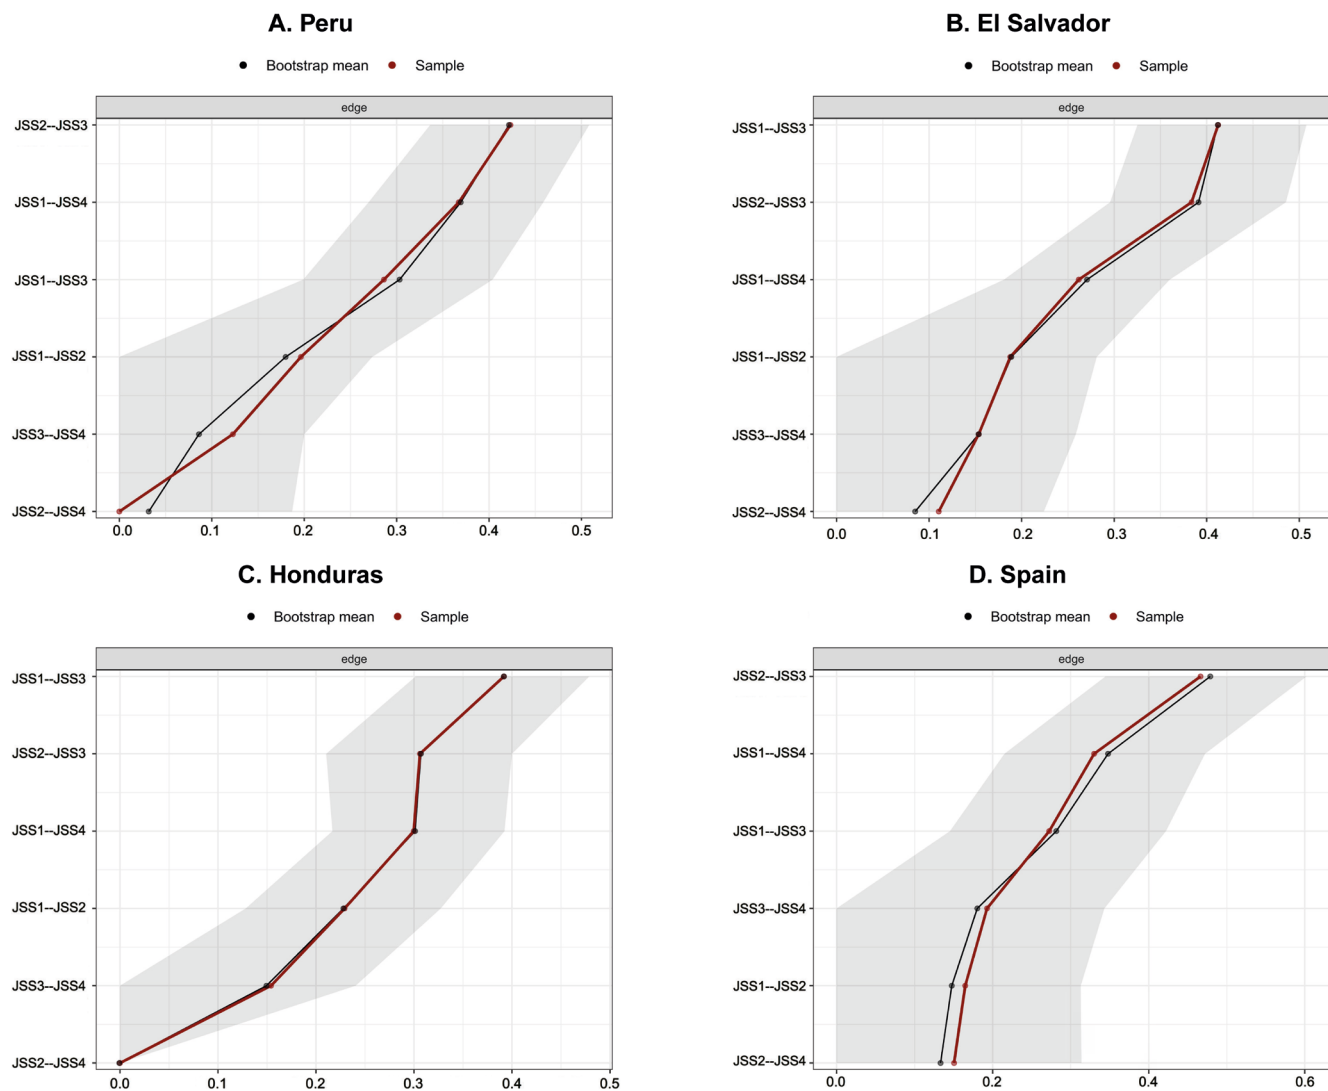 A. Peru
Bootstrap mean Sample
edge
JSS2--JSS3
JSS1--JSS4
JSS1--JSS3
JSS1--JSS2
JSS3--JSS4
JSS2--JSS4
0.0 0.1 0.2 0.3 0.4 0.5
B. El Salvador
Bootstrap mean Sample
edge
JSS1--JSS3
JSS2--JSS3
JSS1--JSS4
JSS1--JSS2
JSS3--JSS4
JSS2--JSS4
0.0 0.1 0.2 0.3 0.4 0.5
C. Honduras
Bootstrap mean Sample
edge
JSS1--JSS3
JSS2--JSS3
JSS1--JSS4
JSS1--JSS2
JSS3--JSS4
JSS2--JSS4
0.0 0.1 0.2 0.3 0.4 0.5
D. Spain
Bootstrap mean Sample
edge
JSS2--JSS3
JSS1--JSS4
JSS1--JSS3
JSS3--JSS4
JSS1--JSS2
JSS2--JSS4
0.0 0.2 0.4 0.6